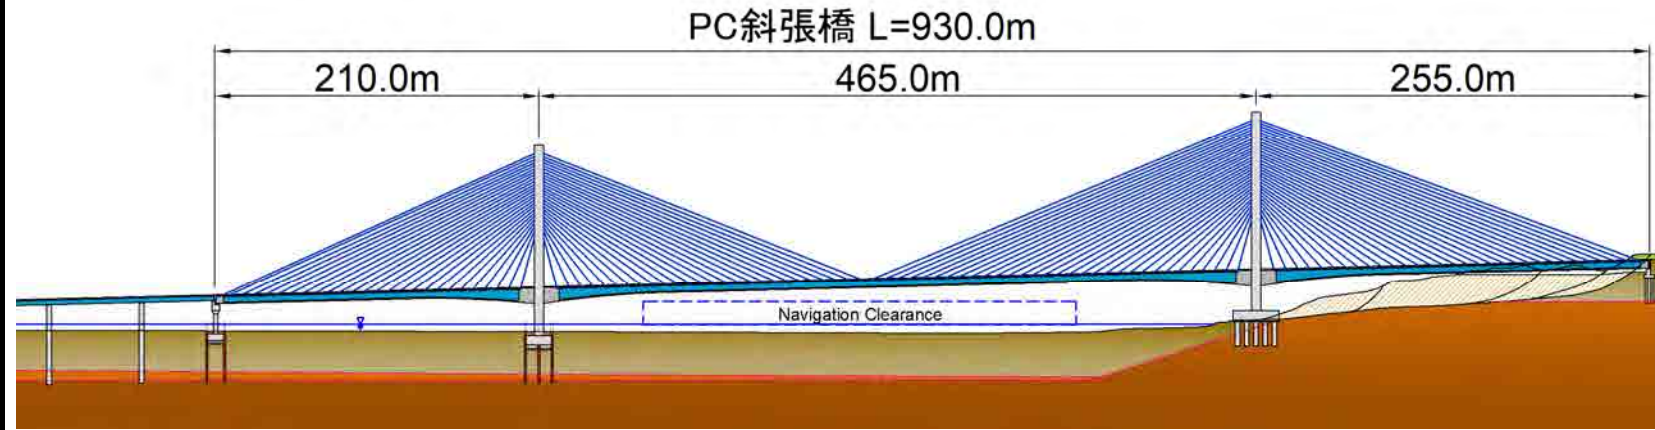 PC斜張橋 L=930.0m
210.0m
465.0m
255.0m
Navigation Clearance